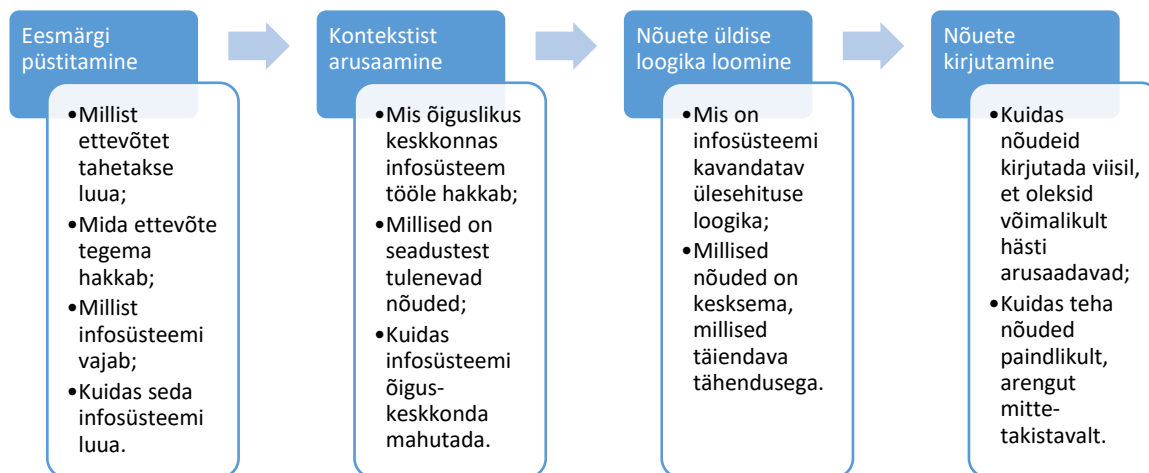 Eesmärgi
püstitamine
•Millist
ettevõtet
tahetakse
luua;
•Mida ettevõte
tegema
hakkab;
•Millist
infosüsteemi
vajab;
•Kuidas seda
infosüsteemi
luua.
Kontekstist
arusaamine
•Mis õiguslikus
keskkonnas
infosüsteem
tööle hakkab;
•Millised on
seadustest
tulenevad
nõuded;
•Kuidas
infosüsteemi
õigus-
keskkonda
mahutada.
Nõuete üldise
loogika loomine
•Mis on
infosüsteemi
kavandatav
ülesehituse
loogika;
•Millised
nõuded on
kesksema,
millised
täiendava
tähendusega.
Nõuete
kirjutamine
•Kuidas
nõudeid
kirjutada viisil,
et oleksid
võimalikult
hästi
arusaadavad;
•Kuidas teha
nõuded
paindlikult,
arengut
mitte-
takistavalt.